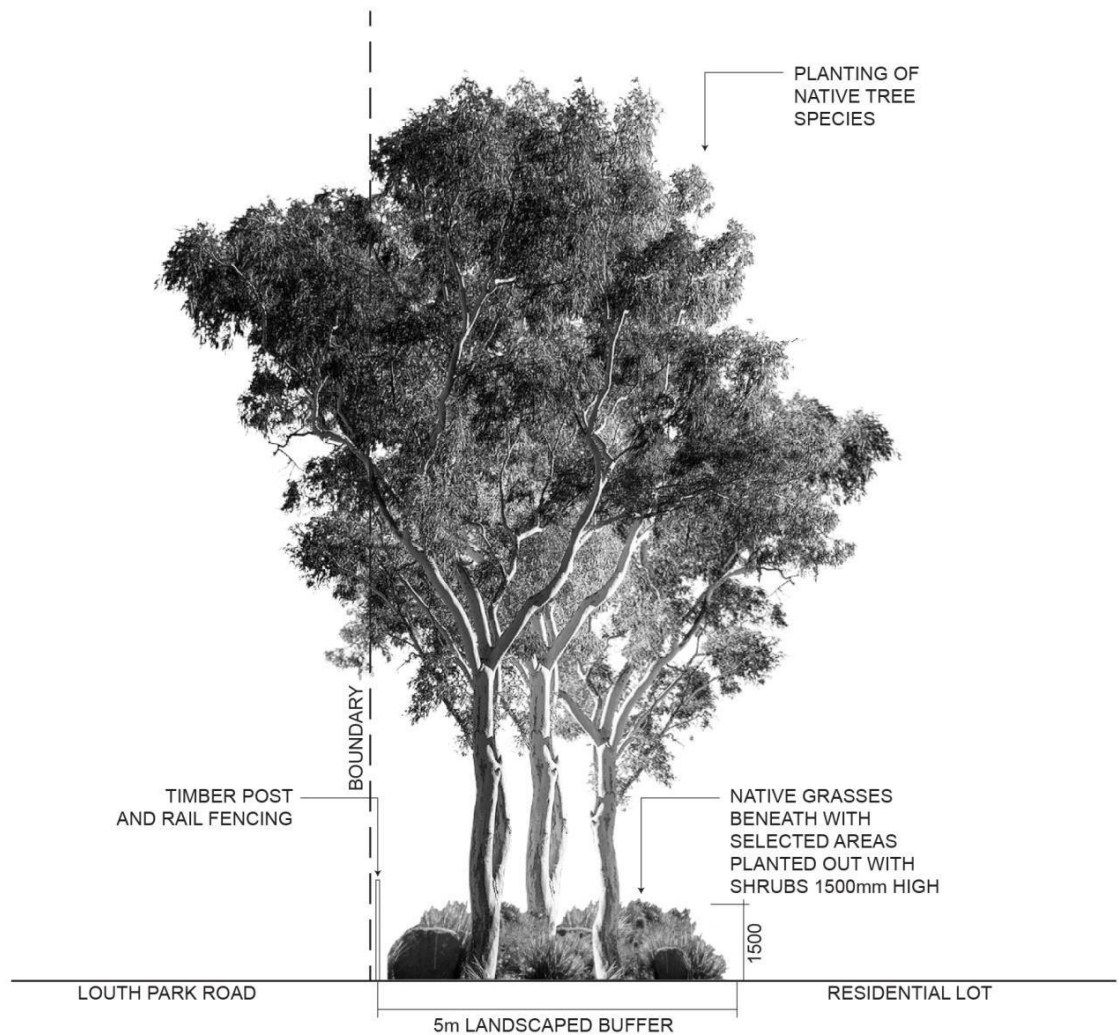 PLANTING OF
NATIVE TREE
SPECIES
BOUNDARY
TIMBER POST
AND RAIL FENCING
NATIVE GRASSES
BENEATH WITH
SELECTED AREAS
PLANTED OUT WITH
SHRUBS 1500mm HIGH
1500
LOUTH PARK ROAD
RESIDENTIAL LOT
5m LANDSCAPED BUFFER